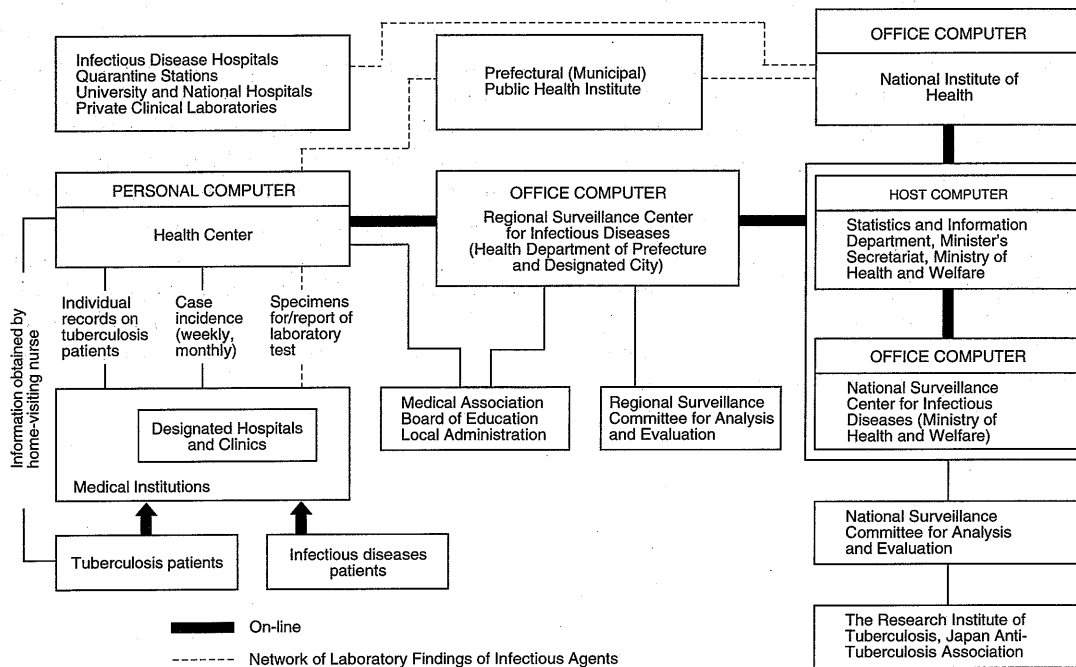 Infectious Disease Hospitals
Quarantine Stations
University and National Hospitals
Private Clinical Laboratories
Prefectural (Municipal)
Public Health Institute
OFFICE COMPUTER
National Institute of
Health
PERSONAL COMPUTER
Health Center
OFFICE COMPUTER
Regional Surveillance Center
for Infectious Diseases
(Health Department of Prefecture
and Designated City)
HOST COMPUTER
Statistics and Information
Department, Minister's
Secretariat, Ministry of
Health and Welfare
Information obtained by
home-visiting nurse
Individual
records on
tuberculosis
patients
Case
incidence
(weekly,
monthly)
Specimens
for/report of
laboratory
test
OFFICE COMPUTER
National Surveillance
Center for Infectious
Diseases (Ministry of
Health and Welfare)
Designated Hospitals
and Clinics
Medical Institutions
Medical Association
Board of Education
Local Administration
Regional Surveillance
Committee for Analysis
and Evaluation
National Surveillance
Committee for Analysis
and Evaluation
Tuberculosis patients
Infectious diseases
patients
The Research Institute of
Tuberculosis, Japan Anti-
Tuberculosis Association
On-line
Network of Laboratory Findings of Infectious Agents